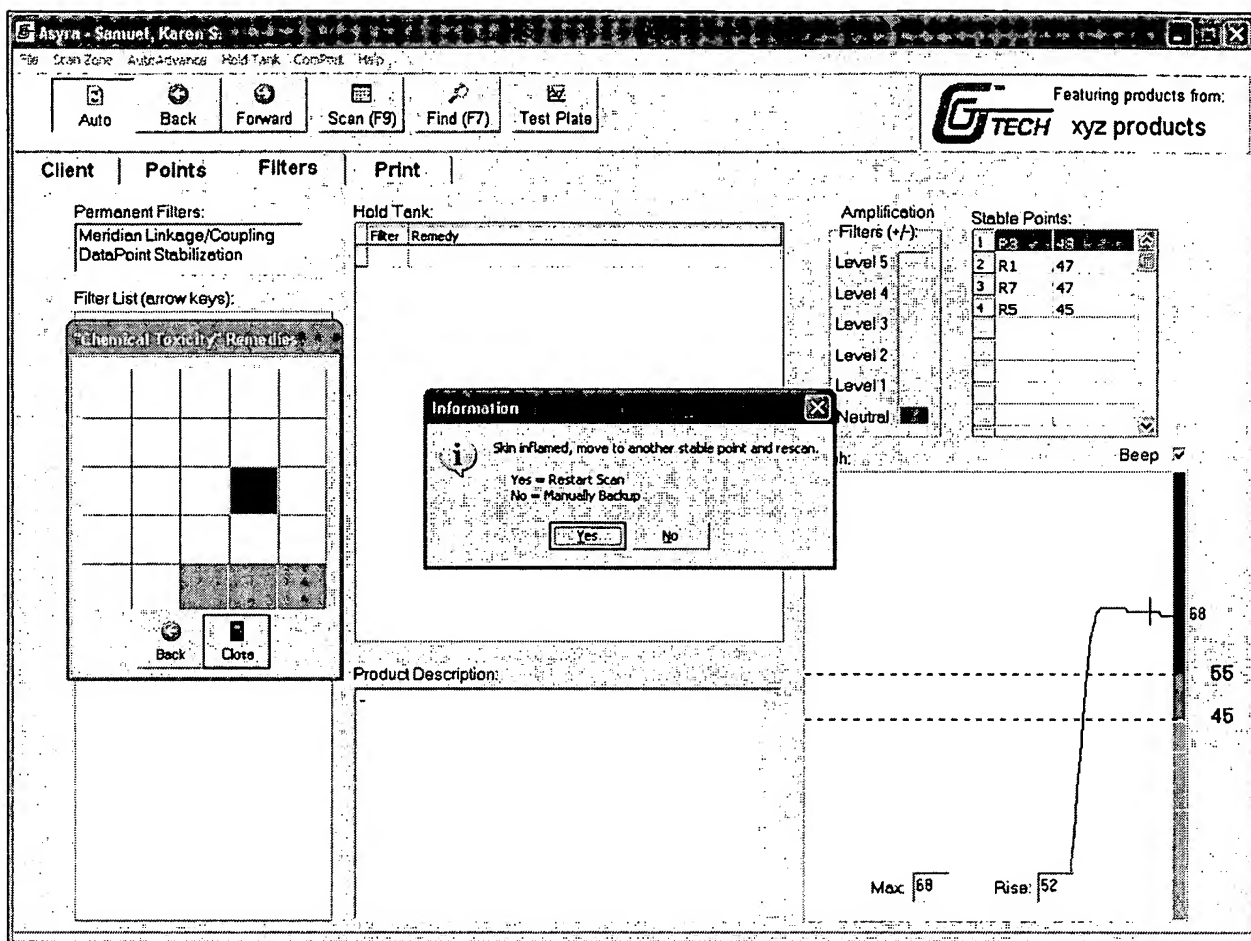 Asyra - Samuel, Karen S.
File Scan Zone AutoAdvance Hold Tank ComPort Help
Auto Back Forward Scan (F9) Find (F7) Test Plate
GTECH
Featuring products from:
xyz products
Client Points Filters Print
Permanent Filters:
Meridian Linkage/Coupling
DataPoint Stabilization
Filter List (arrow keys):
"Chemical Toxicity" Remedies
Back Close
Hold Tank:
Filter Remedy
Information
Skin inflamed, move to another stable point and rescan.
Yes = Restart Scan
No = Manually Backup
Yes No
Product Description:
-
Amplification
Filters (+/-):
Level 5
Level 4
Level 3
Level 2
Level 1
Neutral
Stable Points:
1 R3 49
2 R1 47
3 R7 47
4 R5 45
Beep
68
55
45
Max: 68 Rise: 52